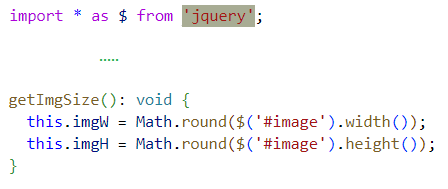 import * as $ from 'jquery';
.....
getImgSize(): void {
  this.imgW = Math.round($('#image').width());
  this.imgH = Math.round($('#image').height());
}